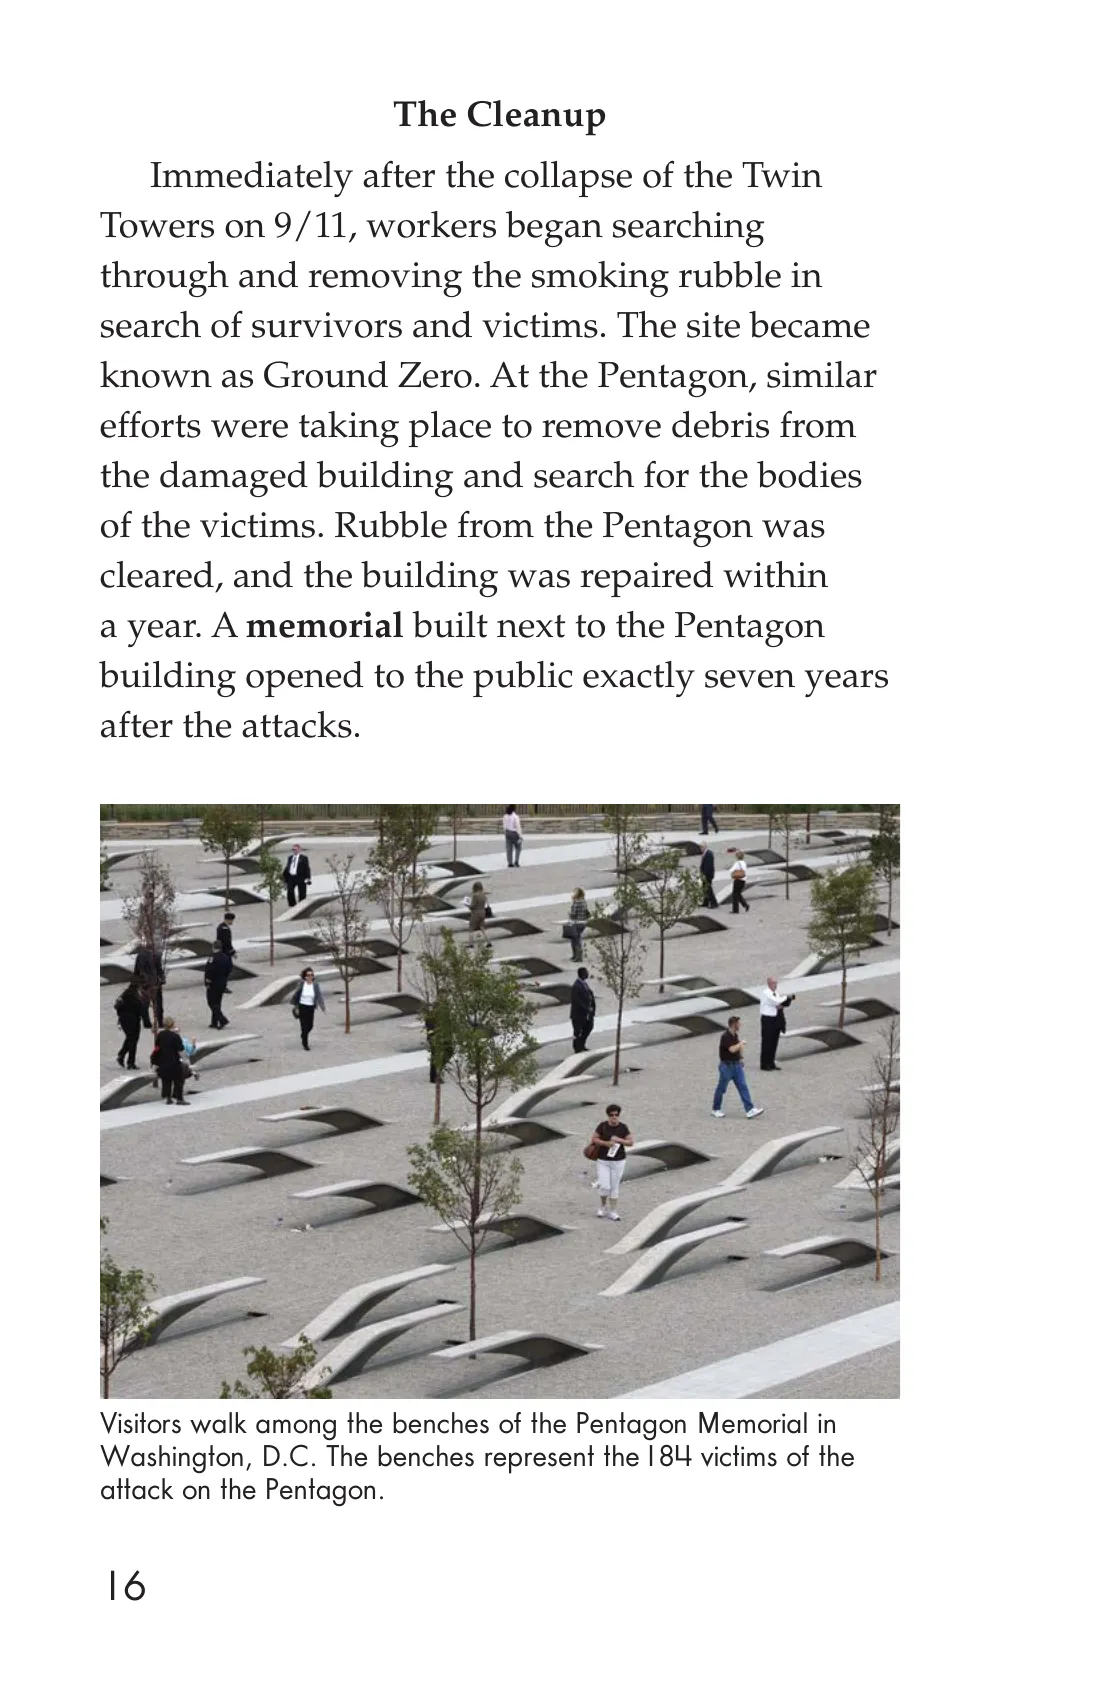 The Cleanup
Immediately after the collapse of the Twin
Towers on 9/11, workers began searching
through and removing the smoking rubble in
search of survivors and victims. The site became
known as Ground Zero. At the Pentagon, similar
efforts were taking place to remove debris from
the damaged building and search for the bodies
of the victims. Rubble from the Pentagon was
cleared, and the building was repaired within
a year. A memorial built next to the Pentagon
building opened to the public exactly seven years
after the attacks.
Visitors walk among the benches of the Pentagon Memorial in
Washington, D.C. The benches represent the 184 victims of the
attack on the Pentagon.
16